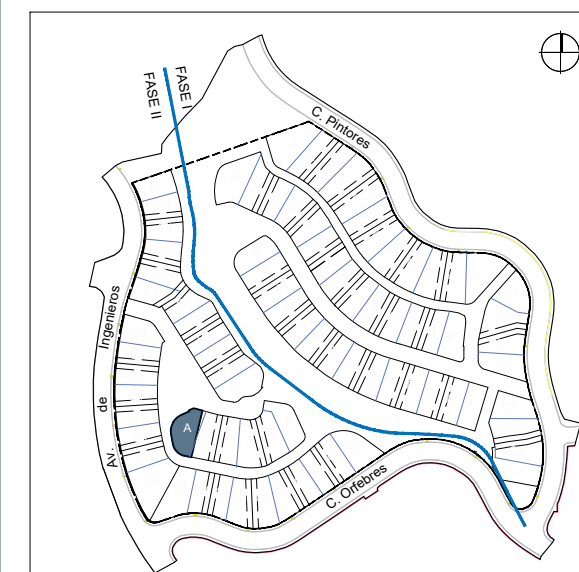 FASE I
FASE II
C. Pintores
Av. de Ingenieros
A
C. Orfebres